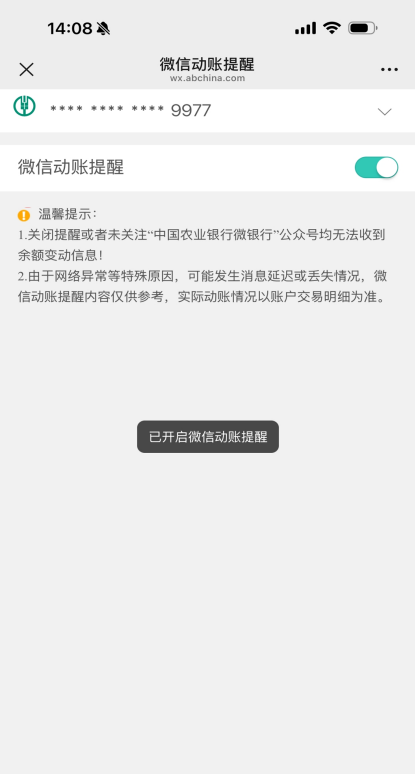 14:08
微信动账提醒
wx.abchina.com
**** **** **** 9977
微信动账提醒
温馨提示:
1.关闭提醒或者未关注“中国农业银行微银行”公众号均无法收到
余额变动信息!
2.由于网络异常等特殊原因，可能发生消息延迟或丢失情况，微
信动账提醒内容仅供参考，实际动账情况以账户交易明细为准。
已开启微信动账提醒